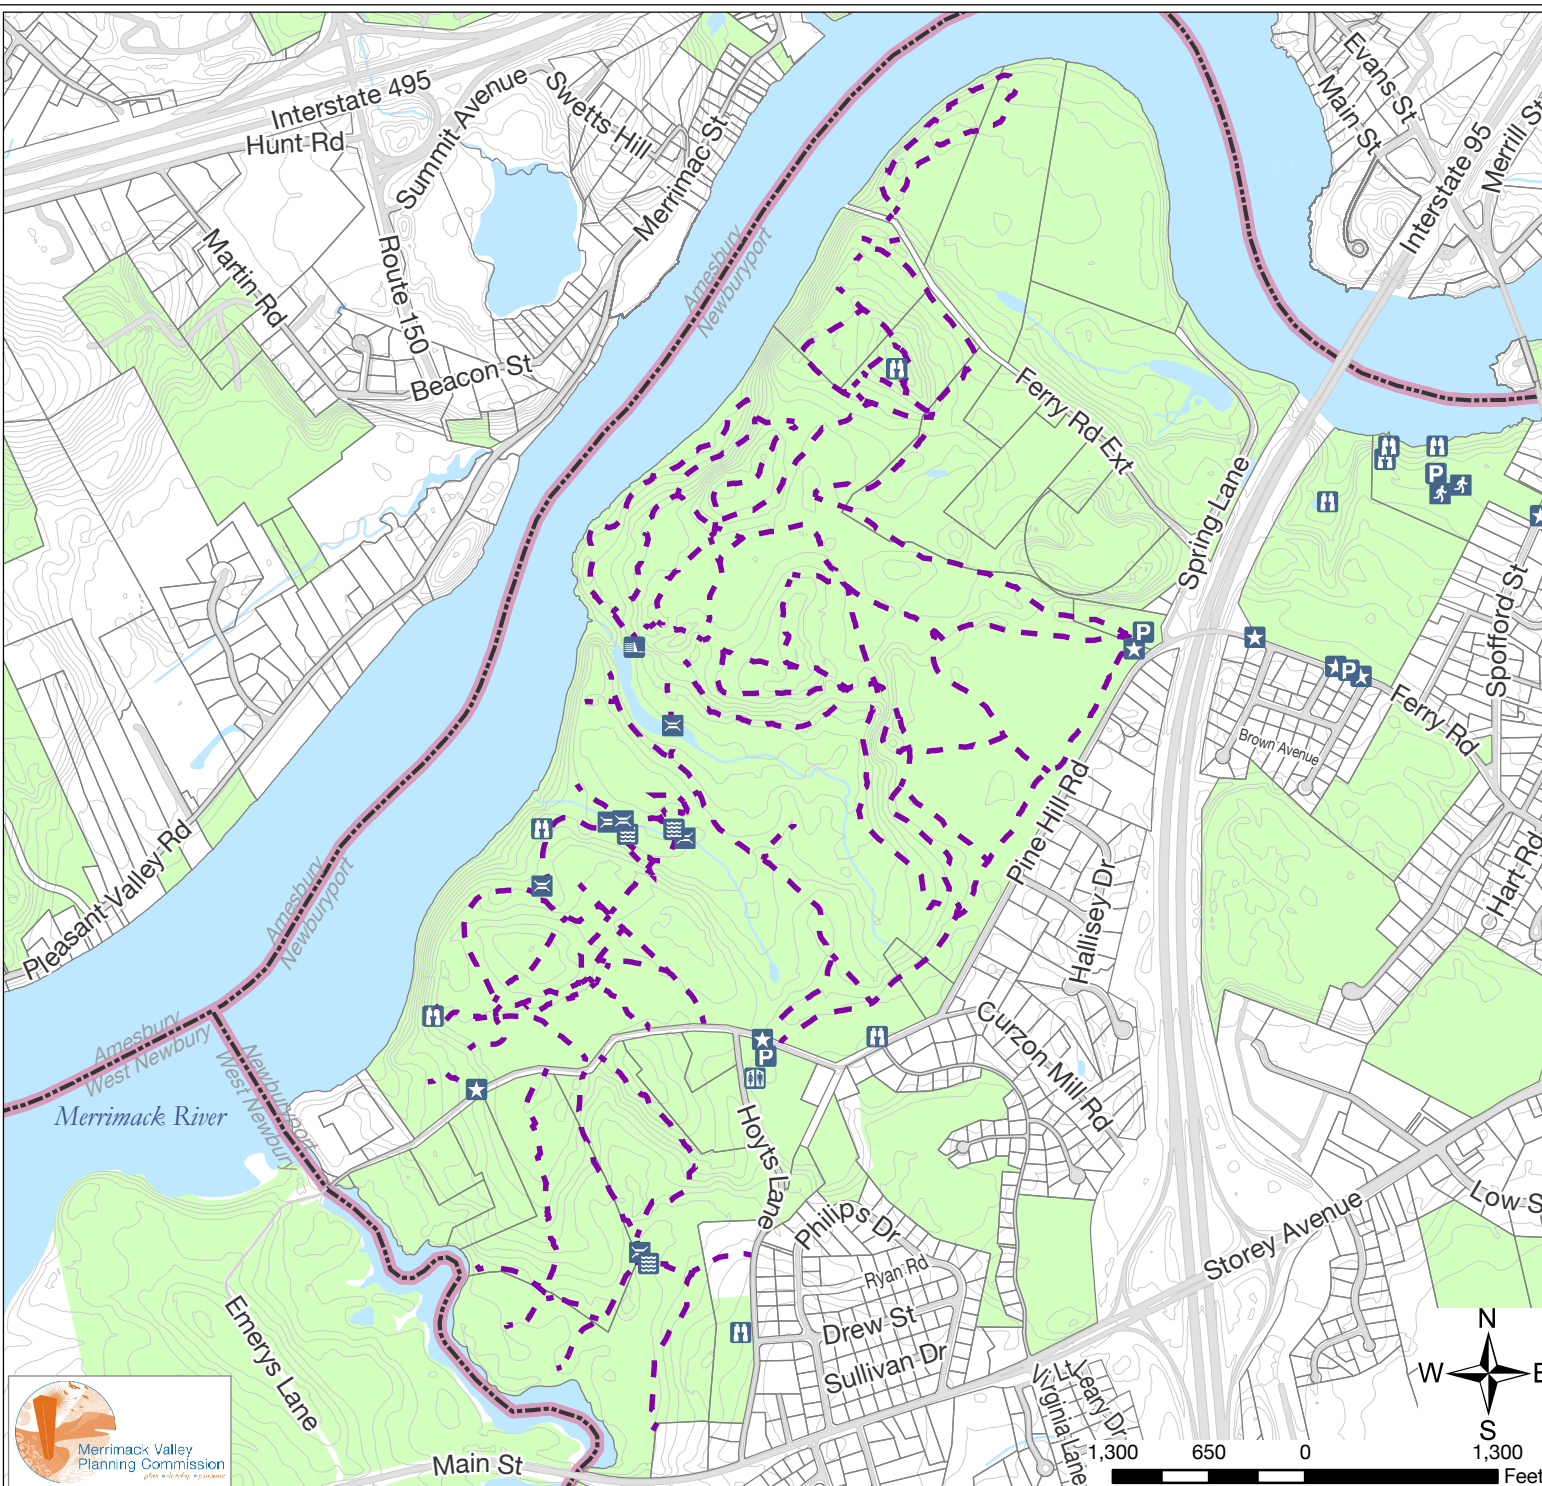 Interstate 495
Hunt Rd
Summit Avenue
Swetts Hill
Merrimac St
Martin Rd
Route 150
Beacon St
Amesbury
Newburyport
Evans St
Main St
Interstate 95
Merrill St
Ferry Rd Ext
Spring Lane
P
P
P
Spofford St
Ferry Rd
Brown Avenue
Pine Hill Rd
Hallisey Dr
Hart Rd
Pleasant Valley Rd
Amesbury
Newburyport
Amesbury
West Newbury
Newburyport
West Newbury
Merrimack River
P
Curzon Mill Rd
Hoyts Lane
Philips Dr
Ryan Rd
Drew St
Sullivan Dr
Storey Avenue
Low S
Emerys Lane
Main St
Virginia Lane
Lt Leary Dr
N
W
E
S
1,300 650 0 1,300
Feet
Merrimack Valley
Planning Commission